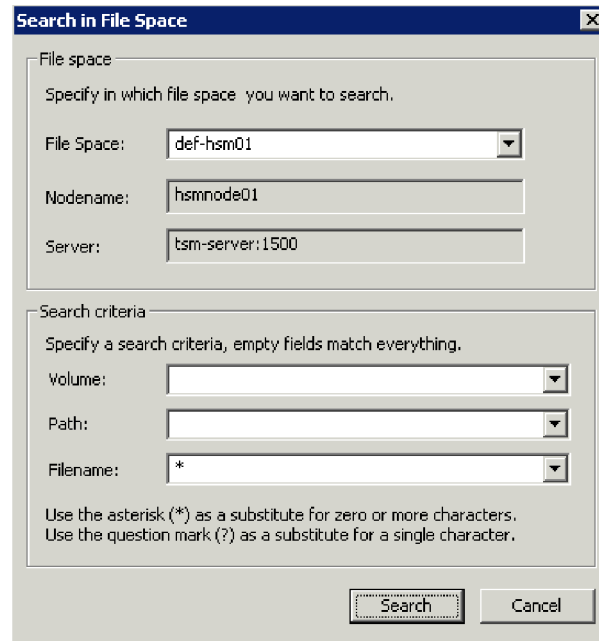 Search in File Space
File space
Specify in which file space you want to search.
File Space: def-hsm01
Nodename: hsmnode01
Server: tsm-server:1500
Search criteria
Specify a search criteria, empty fields match everything.
Volume:
Path:
Filename: *
Use the asterisk (*) as a substitute for zero or more characters.
Use the question mark (?) as a substitute for a single character.
Search Cancel